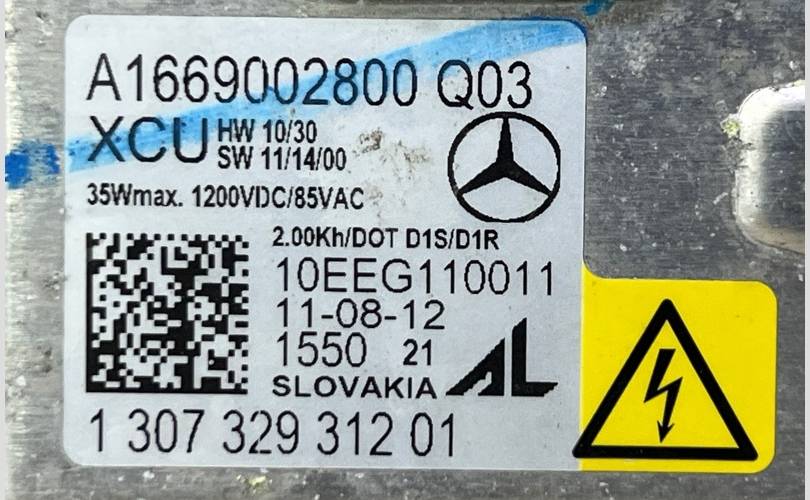 A1669002800 Q03
XCU HW 10/30
SW 11/14/00
35Wmax. 1200VDC/85VAC
2.00Kh/DOT D1S/D1R
10EEG110011
11-08-12
1550 21
SLOVAKIA AL
1 307 329 312 01